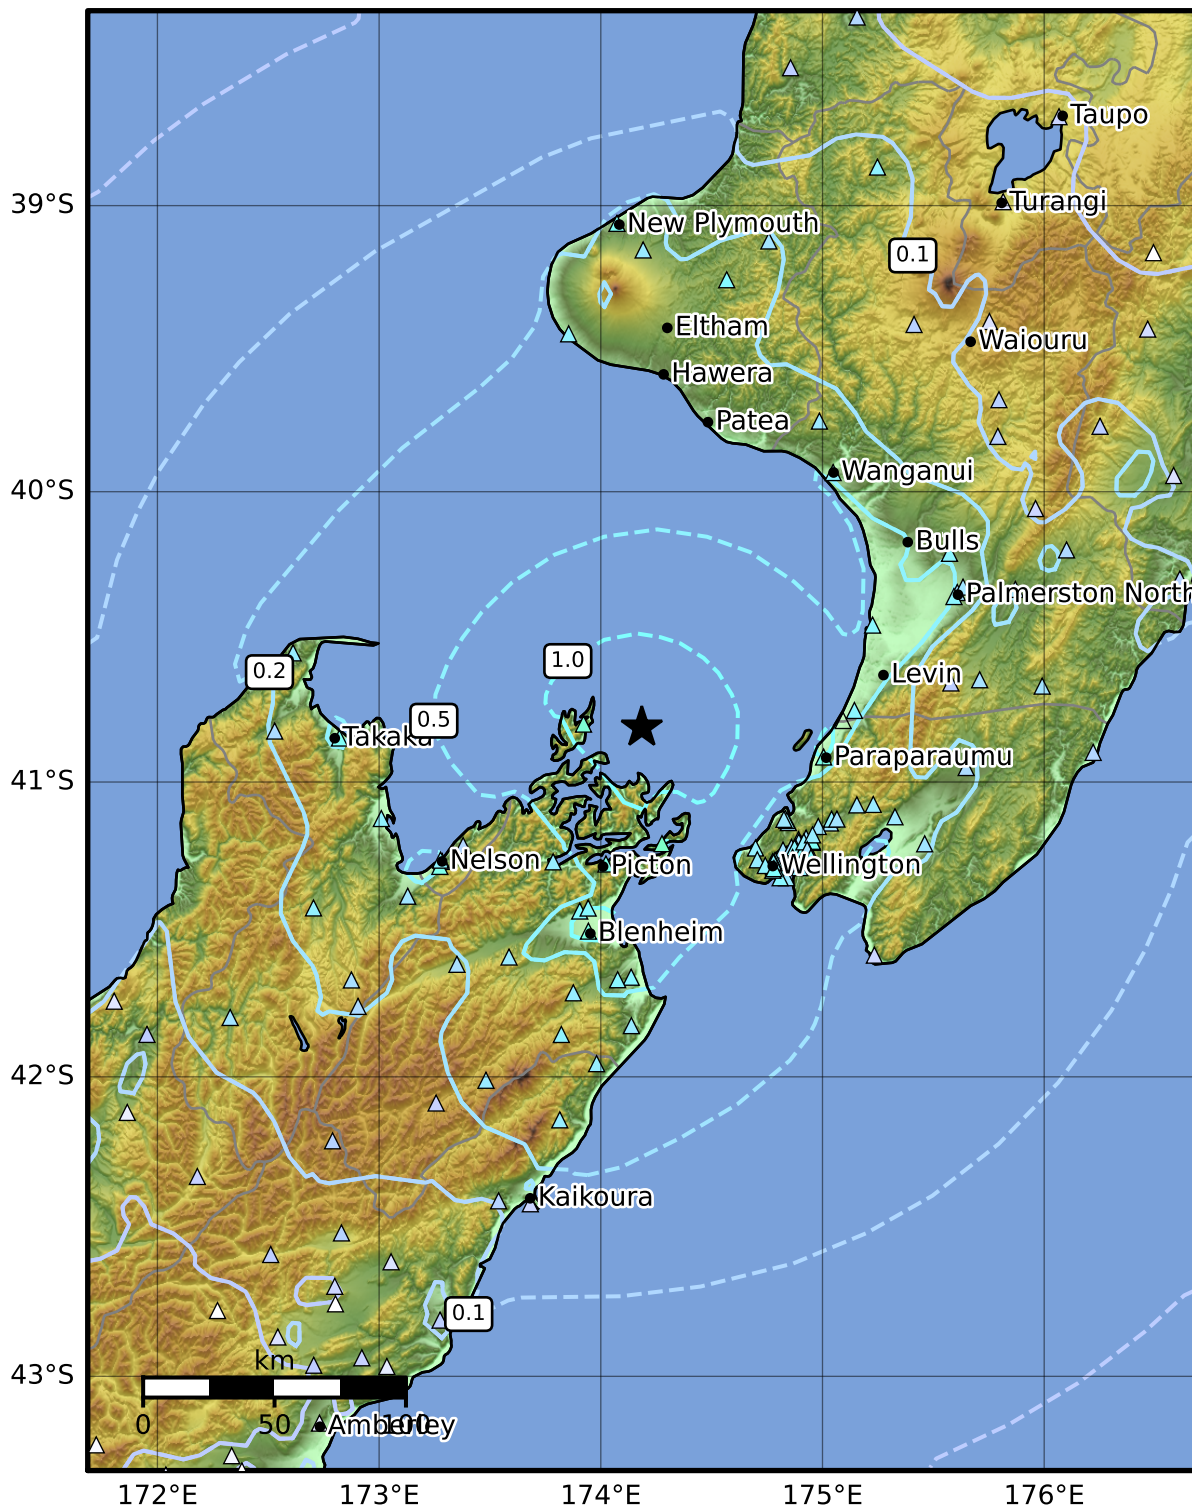 Taupo
39°S
Turangi
New Plymouth
0.1
Eltham
Waiouru
Hawera
Patea
40°S
Wanganui
Bulls
Palmerston North
1.0
0.2
Levin
0.5
Takaka
41°S
Paraparaumu
Nelson
Picton
Wellington
Blenheim
42°S
Kaikoura
0.1
43°S
km
0
50
100
Amberley
172°E
173°E
174°E
175°E
176°E